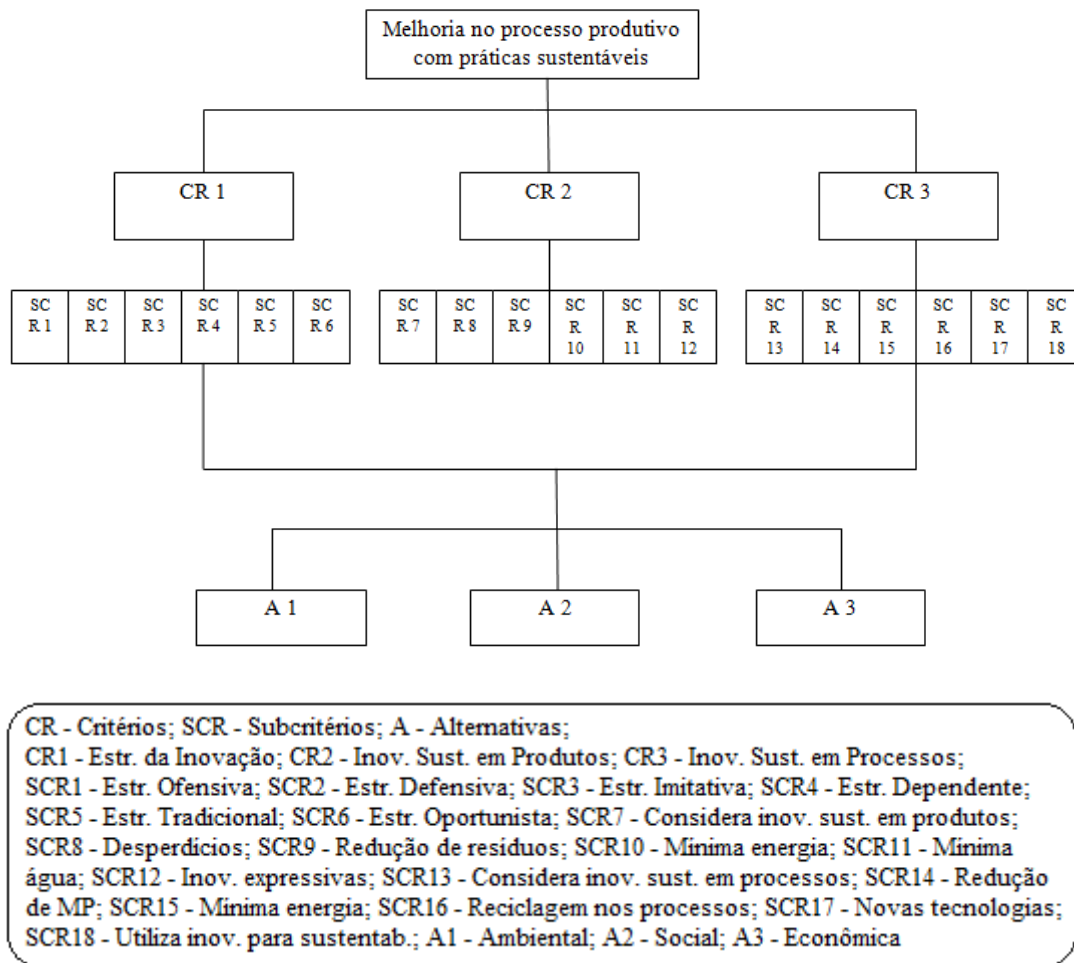 Melhoria no processo produtivo
com práticas sustentáveis
CR 1
CR 2
CR 3
SC
R 1
SC
R 2
SC
R 3
SC
R 4
SC
R 5
SC
R 6
SC
R 7
SC
R 8
SC
R 9
SC
R
10
SC
R
11
SC
R
12
SC
R
13
SC
R
14
SC
R
15
SC
R
16
SC
R
17
SC
R
18
A 1
A 2
A 3
CR - Critérios; SCR - Subcritérios; A - Alternativas;
CR1 - Estr. da Inovação; CR2 - Inov. Sust. em Produtos; CR3 - Inov. Sust. em Processos;
SCR1 - Estr. Ofensiva; SCR2 - Estr. Defensiva; SCR3 - Estr. Imitativa; SCR4 - Estr. Dependente;
SCR5 - Estr. Tradicional; SCR6 - Estr. Oportunista; SCR7 - Considera inov. sust. em produtos;
SCR8 - Desperdícios; SCR9 - Redução de resíduos; SCR10 - Mínima energia; SCR11 - Mínima
água; SCR12 - Inov. expressivas; SCR13 - Considera inov. sust. em processos; SCR14 - Redução
de MP; SCR15 - Mínima energia; SCR16 - Reciclagem nos processos; SCR17 - Novas tecnologias;
SCR18 - Utiliza inov. para sustentab.; A1 - Ambiental; A2 - Social; A3 - Econômica